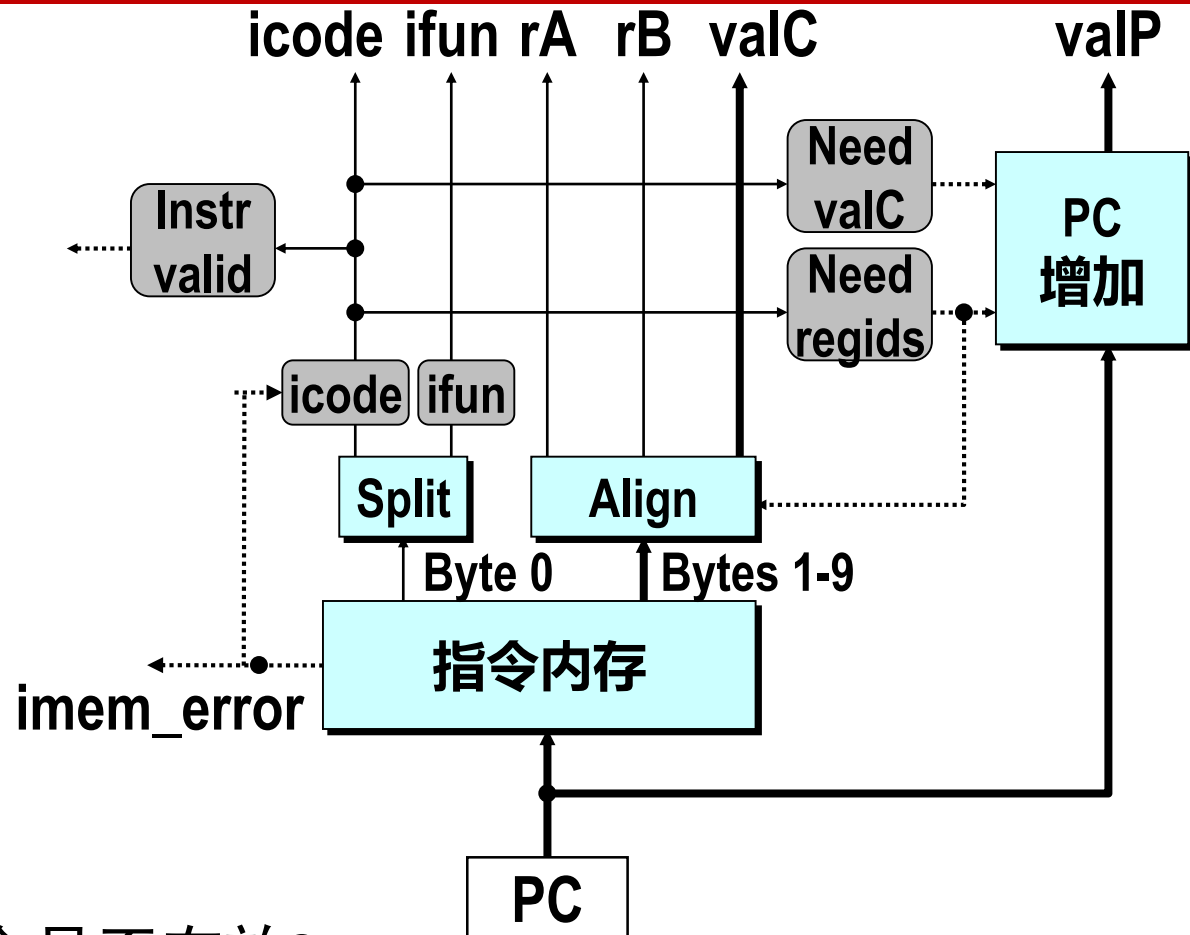 icode ifun rA rB valC valP
Need
valC
Instr
valid
PC
增加
Need
regids
icode ifun
Split
Align
Byte 0
Bytes 1-9
指令内存
imem_error
PC